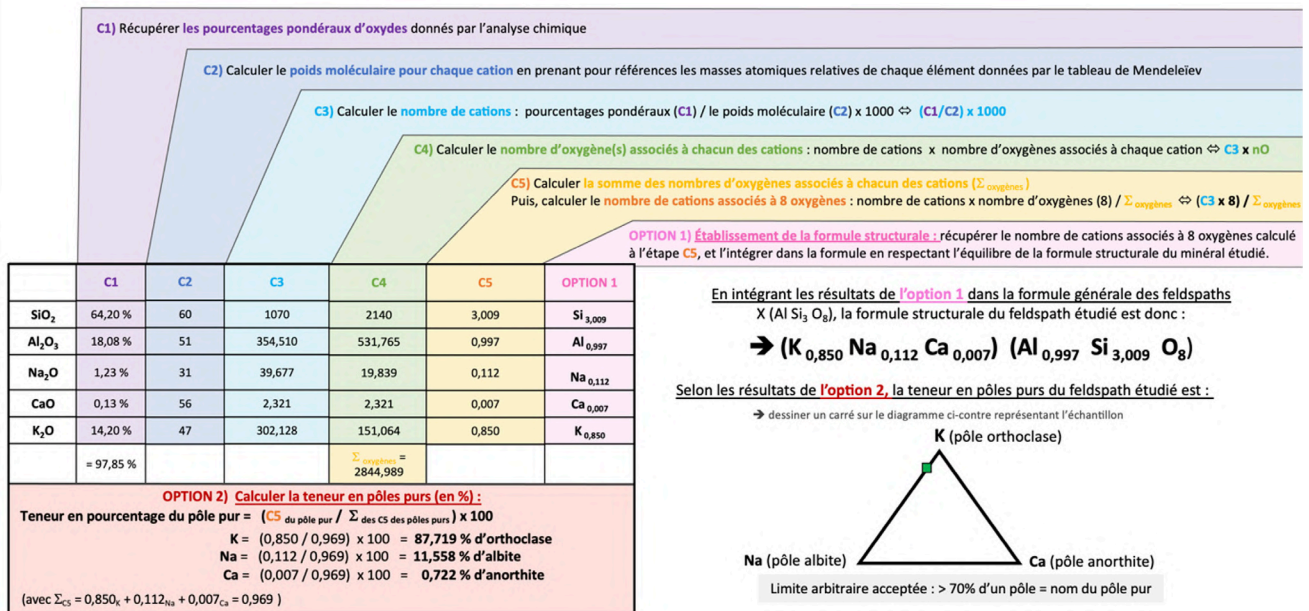 C1) Récupérer les pourcentages pondéraux d'oxydes donnés par l'analyse chimique
C2) Calculer le poids moléculaire pour chaque cation en prenant pour références les masses atomiques relatives de chaque élément données par le tableau de Mendeleïev
C3) Calculer le nombre de cations : pourcentages pondéraux (C1) / le poids moléculaire (C2) x 1000 ⇔ (C1/C2) x 1000
C4) Calculer le nombre d'oxygène(s) associés à chacun des cations : nombre de cations x nombre d'oxygènes associés à chaque cation ⇔ C3 x nO
C5) Calculer la somme des nombres d'oxygènes associés à chacun des cations (Σ oxygènes)
Puis, calculer le nombre de cations associés à 8 oxygènes : nombre de cations x nombre d'oxygènes (8) / Σ oxygènes ⇔ (C3 x 8) / Σ oxygènes
OPTION 1) Établissement de la formule structurale : récupérer le nombre de cations associés à 8 oxygènes calculé
à l'étape C5, et l'intégrer dans la formule en respectant l'équilibre de la formule structurale du minéral étudié.
C1 C2 C3 C4 C5 OPTION 1
SiO2 64,20 % 60 1070 2140 3,009 Si 3,009
Al2O3 18,08 % 51 354,510 531,765 0,997 Al 0,997
Na2O 1,23 % 31 39,677 19,839 0,112 Na 0,112
CaO 0,13 % 56 2,321 2,321 0,007 Ca 0,007
K2O 14,20 % 47 302,128 151,064 0,850 K 0,850
= 97,85 % Σ oxygènes =
2844,989
OPTION 2) Calculer la teneur en pôles purs (en %) :
Teneur en pourcentage du pôle pur = (C5 du pôle pur / Σ des C5 des pôles purs) x 100
K = (0,850 / 0,969) x 100 = 87,719 % d'orthoclase
Na = (0,112 / 0,969) x 100 = 11,558 % d'albite
Ca = (0,007 / 0,969) x 100 = 0,722 % d'anorthite
(avec ΣC5 = 0,850K + 0,112Na + 0,007Ca = 0,969 )
En intégrant les résultats de l'option 1 dans la formule générale des feldspaths
X (Al Si3 O8), la formule structurale du feldspath étudié est donc :
➔ (K 0,850 Na 0,112 Ca 0,007) (Al 0,997 Si 3,009 O8)
Selon les résultats de l'option 2, la teneur en pôles purs du feldspath étudié est :
➔ dessiner un carré sur le diagramme ci-contre représentant l'échantillon
K (pôle orthoclase)
Na (pôle albite) Ca (pôle anorthite)
Limite arbitraire acceptée : > 70% d'un pôle = nom du pôle pur